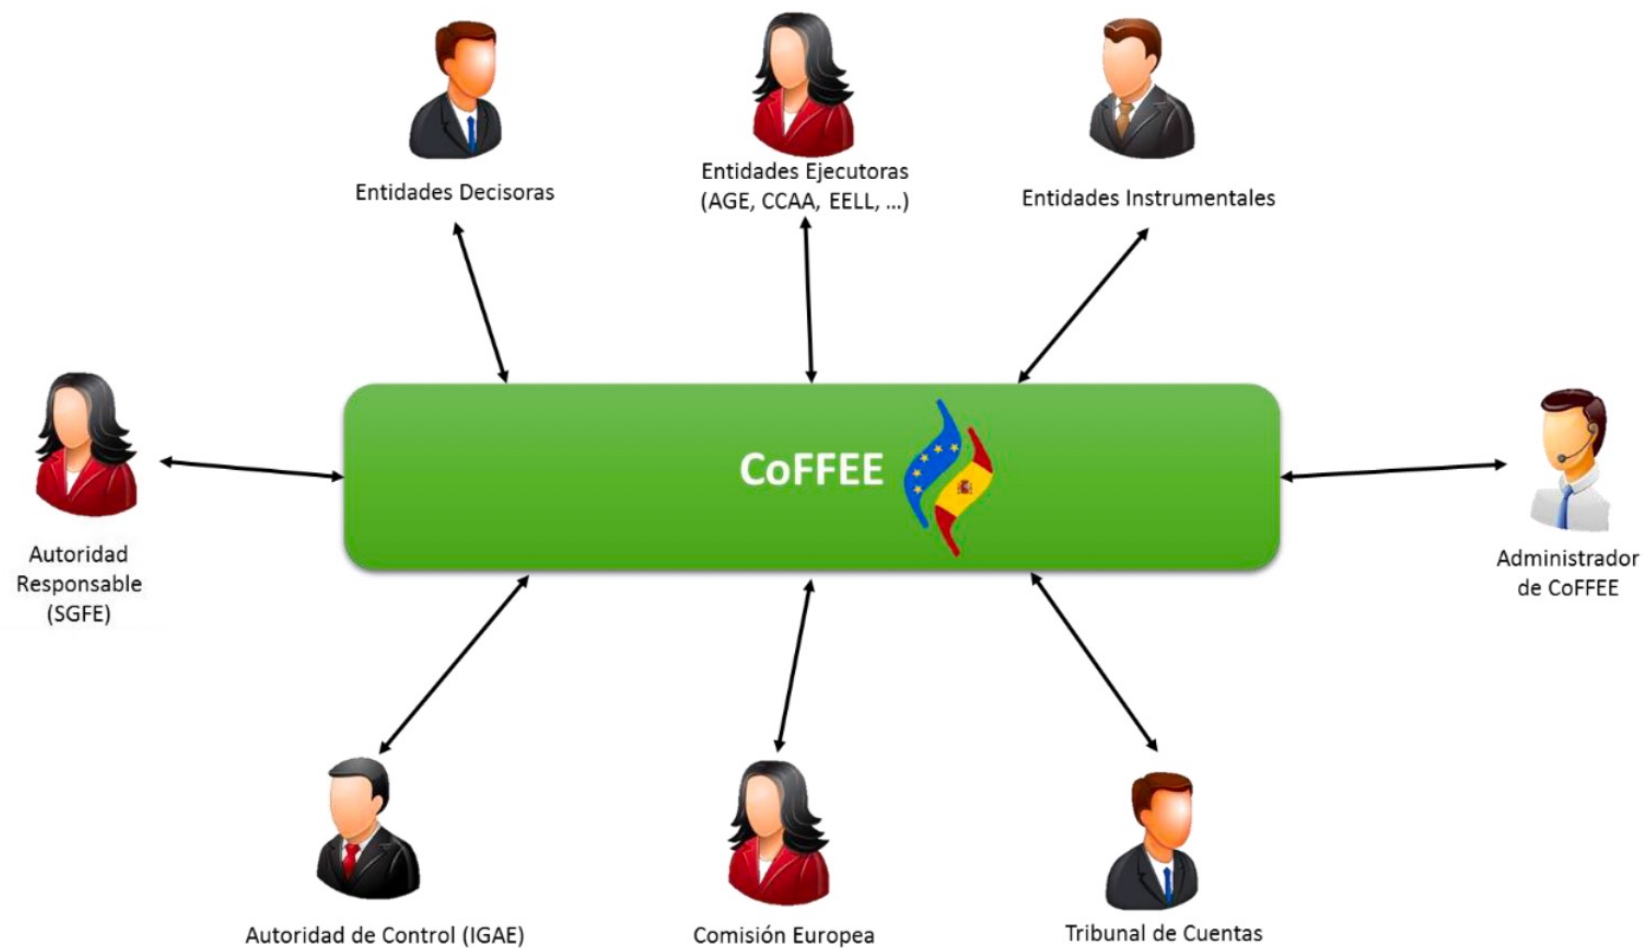 Entidades Decisoras
Entidades Ejecutoras
(AGE, CCAA, EELL, ...)
Entidades Instrumentales
CoFFEE
Autoridad
Responsable
(SGFE)
Administrador
de CoFFEE
Autoridad de Control (IGAE)
Comisión Europea
Tribunal de Cuentas